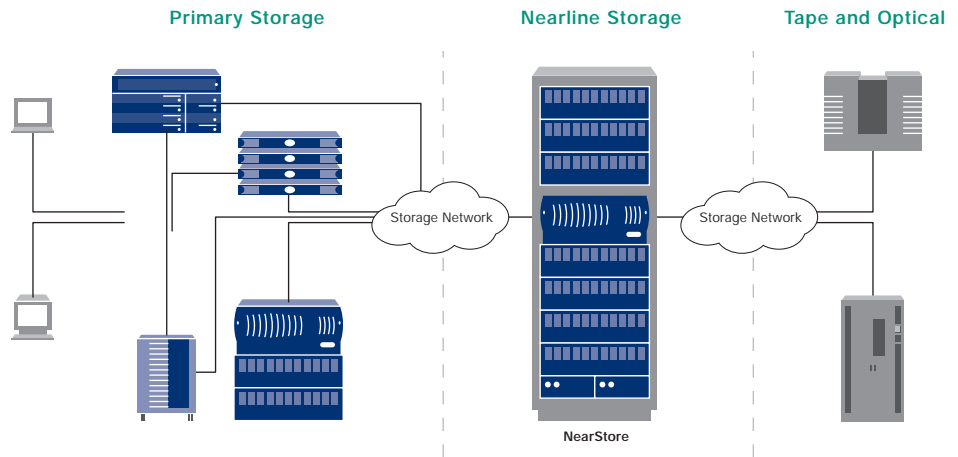 Primary Storage
Nearline Storage
Tape and Optical
Storage Network
Storage Network
NearStore